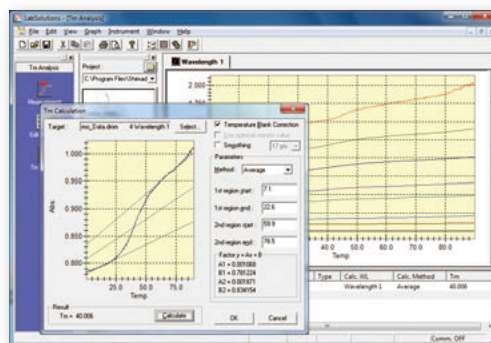 LabSolutions - [Tm Analysis]
File Edit View Graph Instrument Window Help
Tm Analysis
Project:
C:\Program Files\Shimad
Wavelength 1
2.000
Tm Calculation
Target :
# Wavelength 1
Select...
Temperature Blank Correction
Smoothing
Parameters
Method: Average
1st region start : 7.1
1st region end : 22.6
2nd region start : 59.9
2nd region end : 78.5
Factor y = Ax + B
A1 = 0.001068
B1 = 0.781224
A2 = 0.001871
B2 = 0.834154
1.000
0.950
0.900
0.850
0.800
Abs.
25.0 50.0 75.0
Temp.
Result
Tm = 40.006
Calculate
OK Cancel
40.0 50.0 60.0 70.0 80.0
Temp.
Type Calc. WL Calc. Method Tm
Wavelength 1 Average 40.006
Comm. OFF